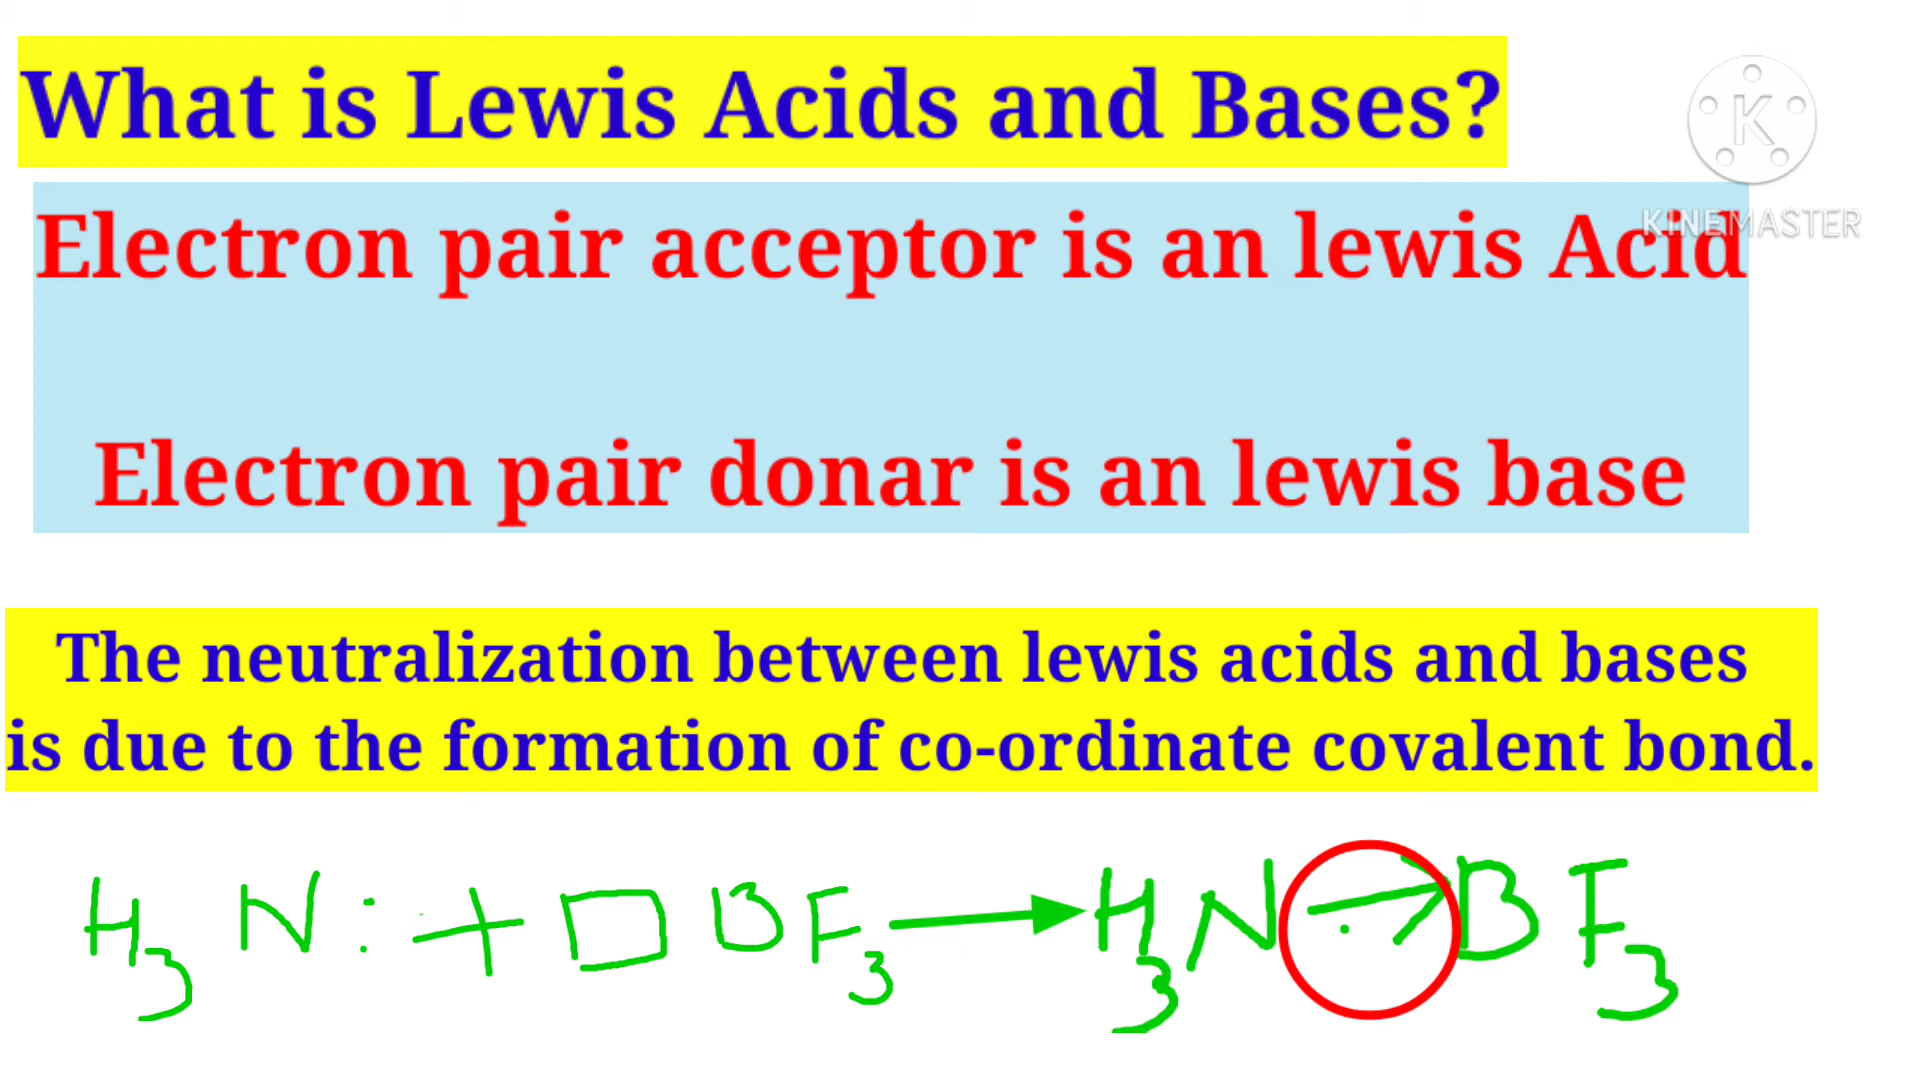 What is Lewis Acids and Bases?
K
KINEMASTER
Electron pair acceptor is an lewis Acid
Electron pair donar is an lewis base
The neutralization between lewis acids and bases
is due to the formation of co-ordinate covalent bond.
H₃ N: + □ BF₃ → H₃N → BF₃